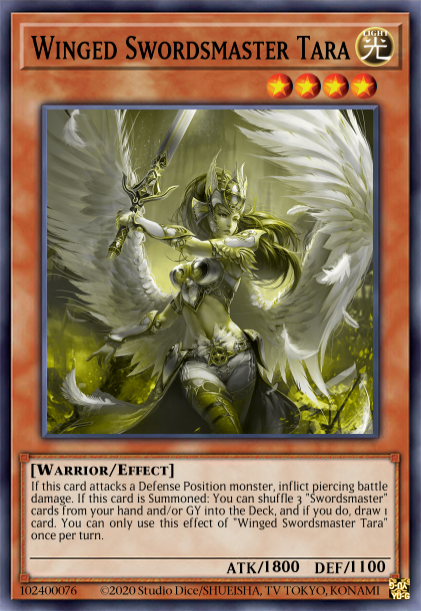 Winged Swordsmaster Tara
LIGHT
光
[Warrior/Effect]
If this card attacks a Defense Position monster, inflict piercing battle
damage. If this card is Summoned: You can shuffle 3 "Swordsmaster"
cards from your hand and/or GY into the Deck, and if you do, draw 1
card. You can only use this effect of "Winged Swordsmaster Tara"
once per turn.
ATK/1800 DEF/1100
102400076 ©2020 Studio Dice/SHUEISHA, TV TOKYO, KONAMI